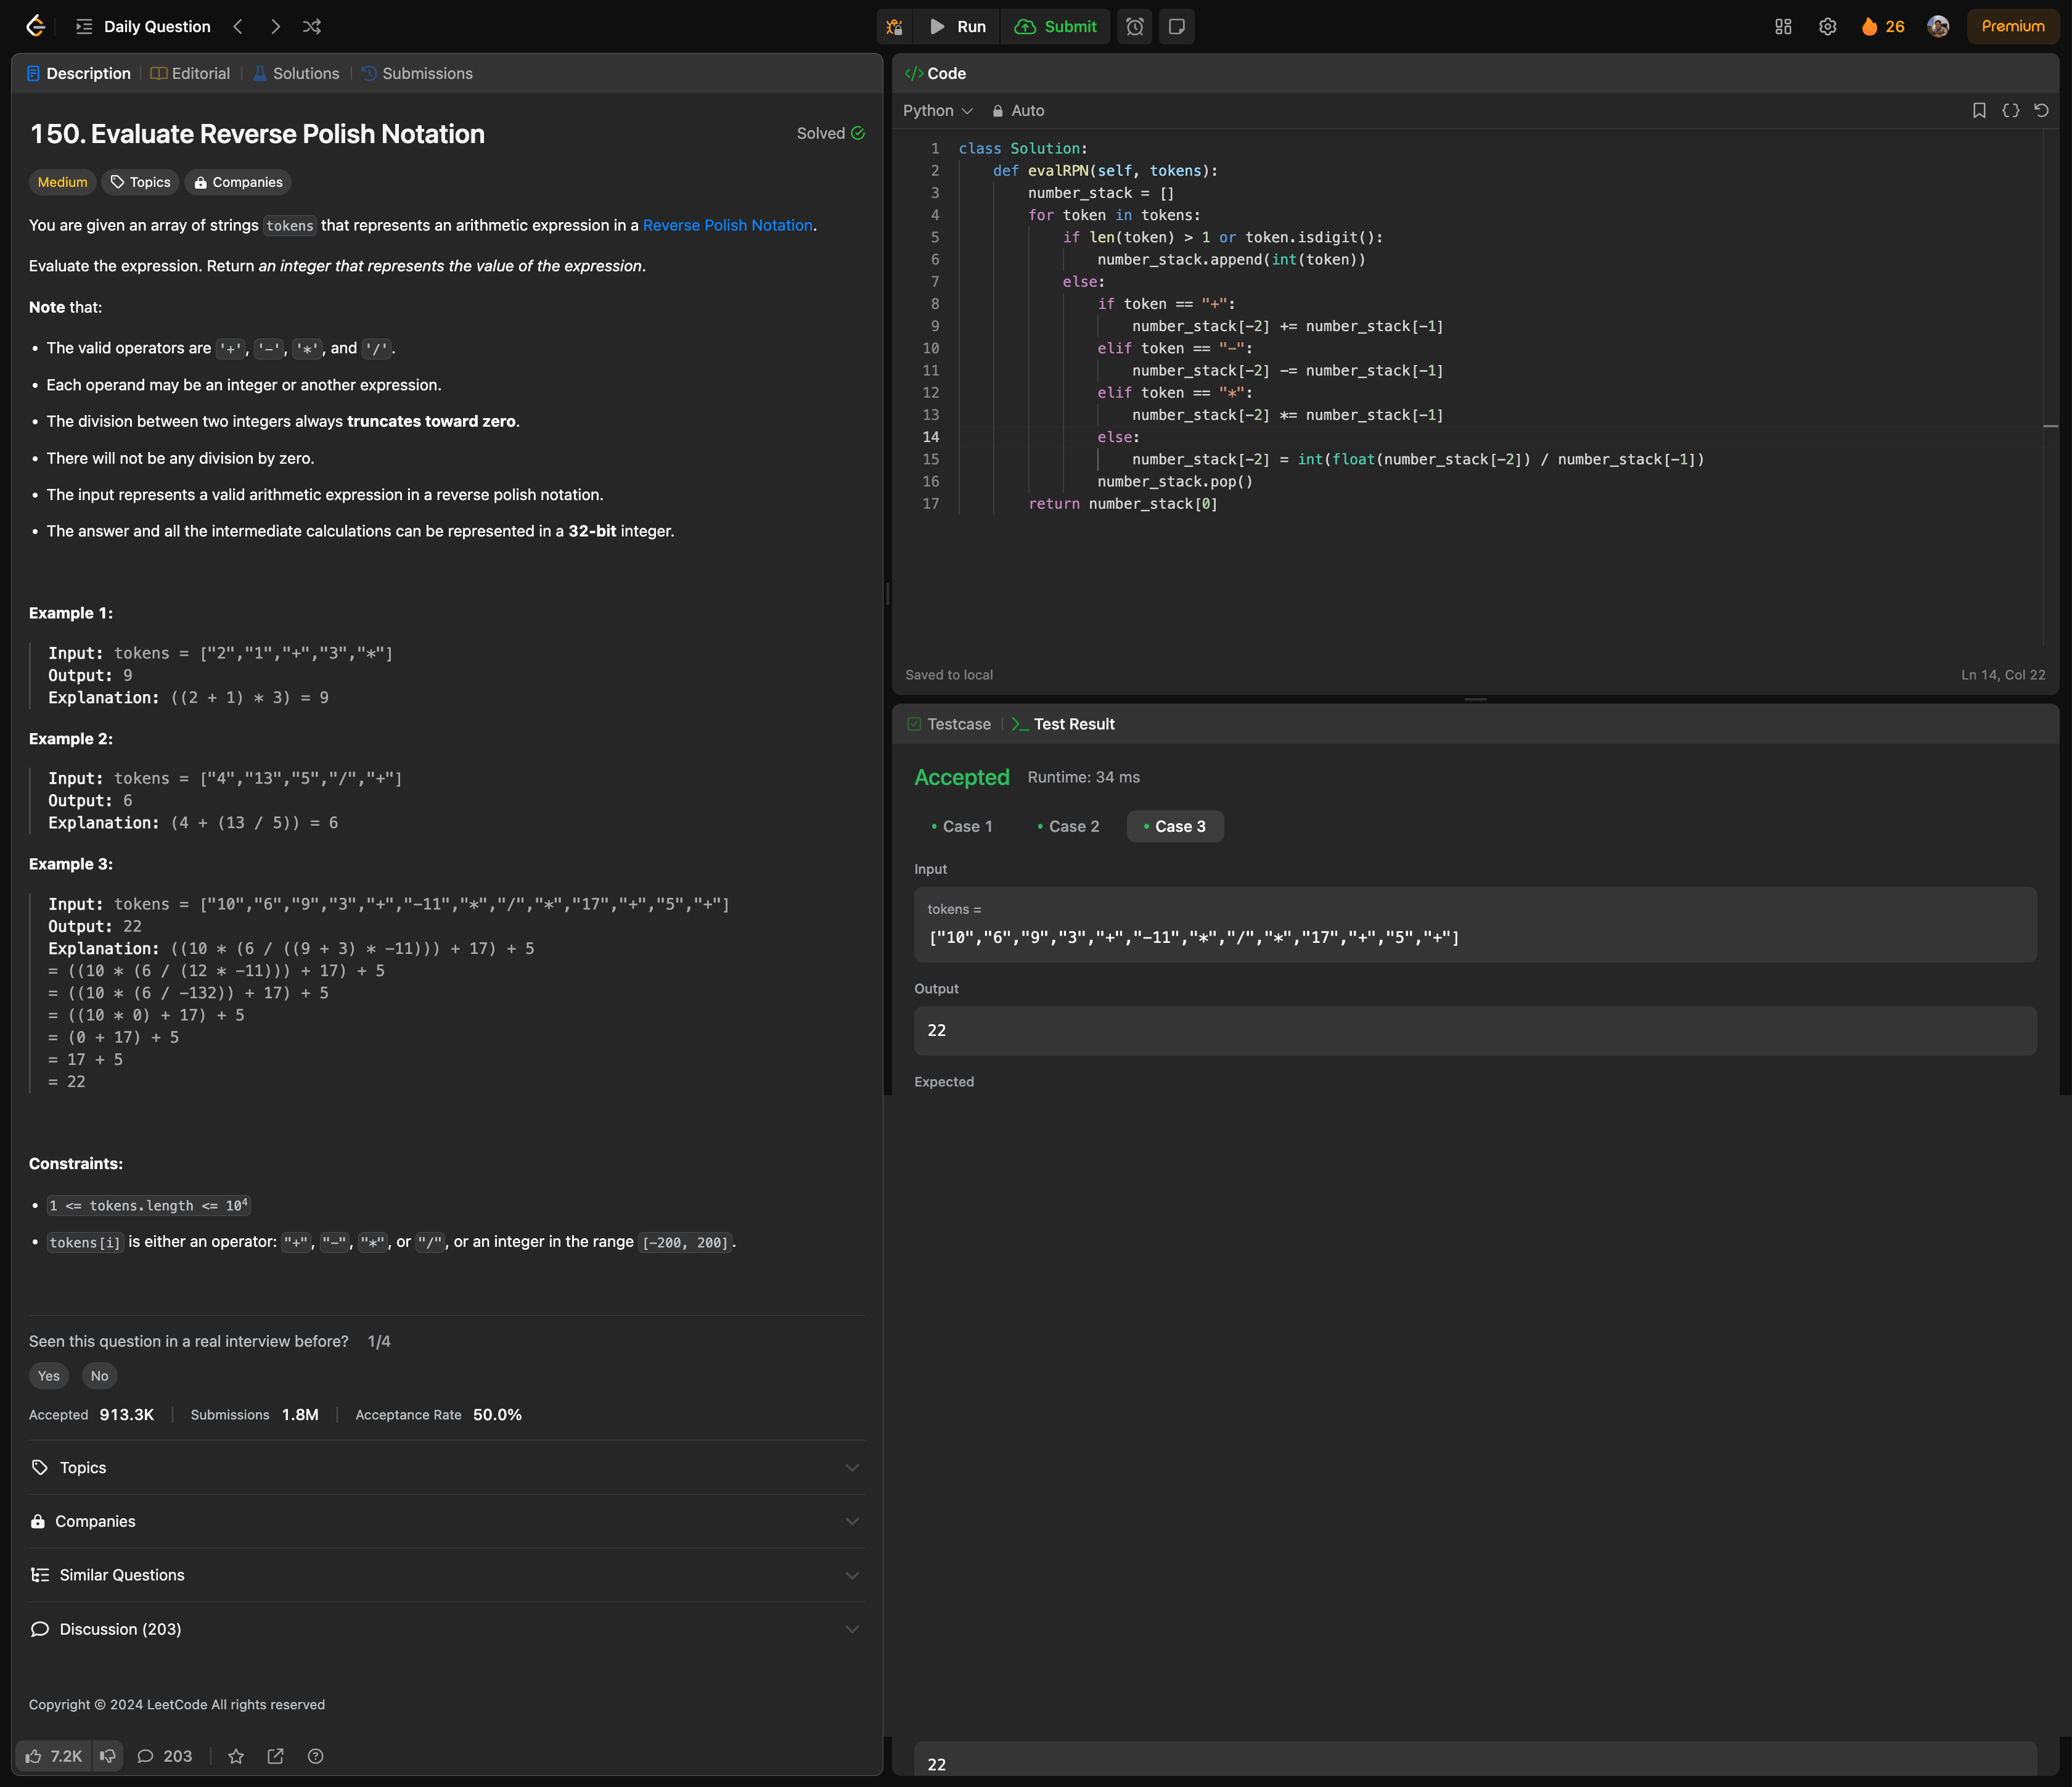 Daily Question
Run
Submit
26
Premium
Description
Editorial
Solutions
Submissions
150. Evaluate Reverse Polish Notation
Solved
Medium
Topics
Companies
You are given an array of strings tokens that represents an arithmetic expression in a Reverse Polish Notation.
Evaluate the expression. Return an integer that represents the value of the expression.
Note that:
• The valid operators are '+', '-', '*', and '/'.
• Each operand may be an integer or another expression.
• The division between two integers always truncates toward zero.
• There will not be any division by zero.
• The input represents a valid arithmetic expression in a reverse polish notation.
• The answer and all the intermediate calculations can be represented in a 32-bit integer.
Example 1:
Input: tokens = ["2","1","+","3","*"]
Output: 9
Explanation: ((2 + 1) * 3) = 9
Example 2:
Input: tokens = ["4","13","5","/","+"]
Output: 6
Explanation: (4 + (13 / 5)) = 6
Example 3:
Input: tokens = ["10","6","9","3","+","-11","*","/","*","17","+","5","+"]
Output: 22
Explanation: ((10 * (6 / ((9 + 3) * -11))) + 17) + 5
= ((10 * (6 / (12 * -11))) + 17) + 5
= ((10 * (6 / -132)) + 17) + 5
= ((10 * 0) + 17) + 5
= (0 + 17) + 5
= 17 + 5
= 22
Constraints:
• 1 <= tokens.length <= 10⁴
• tokens[i] is either an operator: "+", "-", "*", or "/", or an integer in the range [-200, 200].
Seen this question in a real interview before? 1/4
Yes
No
Accepted 913.3K
Submissions 1.8M
Acceptance Rate 50.0%
Topics
Companies
Similar Questions
Discussion (203)
Copyright © 2024 LeetCode All rights reserved
7.2K
203
</> Code
Python
Auto
1 class Solution:
2     def evalRPN(self, tokens):
3         number_stack = []
4         for token in tokens:
5             if len(token) > 1 or token.isdigit():
6                 number_stack.append(int(token))
7             else:
8                 if token == "+":
9                     number_stack[-2] += number_stack[-1]
10                 elif token == "-":
11                     number_stack[-2] -= number_stack[-1]
12                 elif token == "*":
13                     number_stack[-2] *= number_stack[-1]
14                 else:
15                     number_stack[-2] = int(float(number_stack[-2]) / number_stack[-1])
16                 number_stack.pop()
17         return number_stack[0]
Saved to local
Ln 14, Col 22
Testcase
>_ Test Result
Accepted
Runtime: 34 ms
• Case 1
• Case 2
• Case 3
Input
tokens =
["10","6","9","3","+","-11","*","/","*","17","+","5","+"]
Output
22
Expected
22